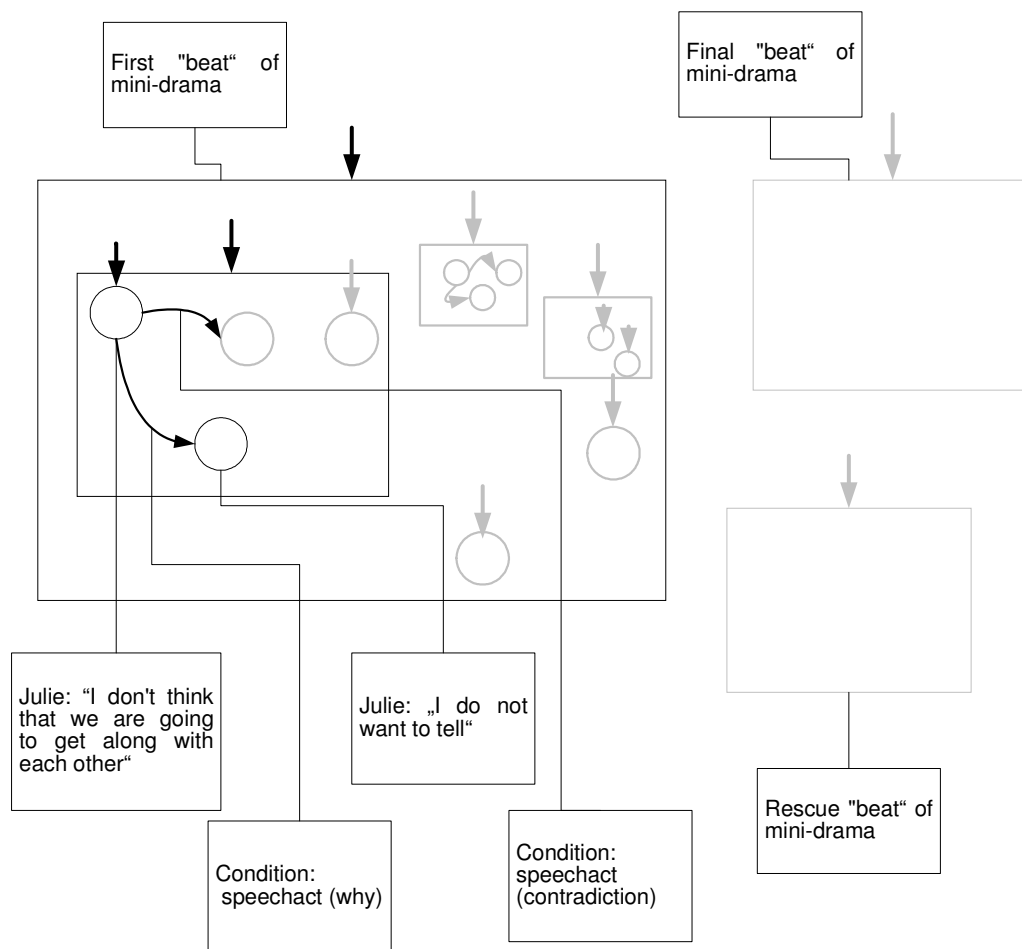 First "beat“ of
mini-drama
Final "beat“ of
mini-drama
Julie: “I don't think
that we are going
to get along with
each other“
Julie: „I do not
want to tell“
Condition:
speechact (why)
Condition:
speechact
(contradiction)
Rescue "beat“ of
mini-drama